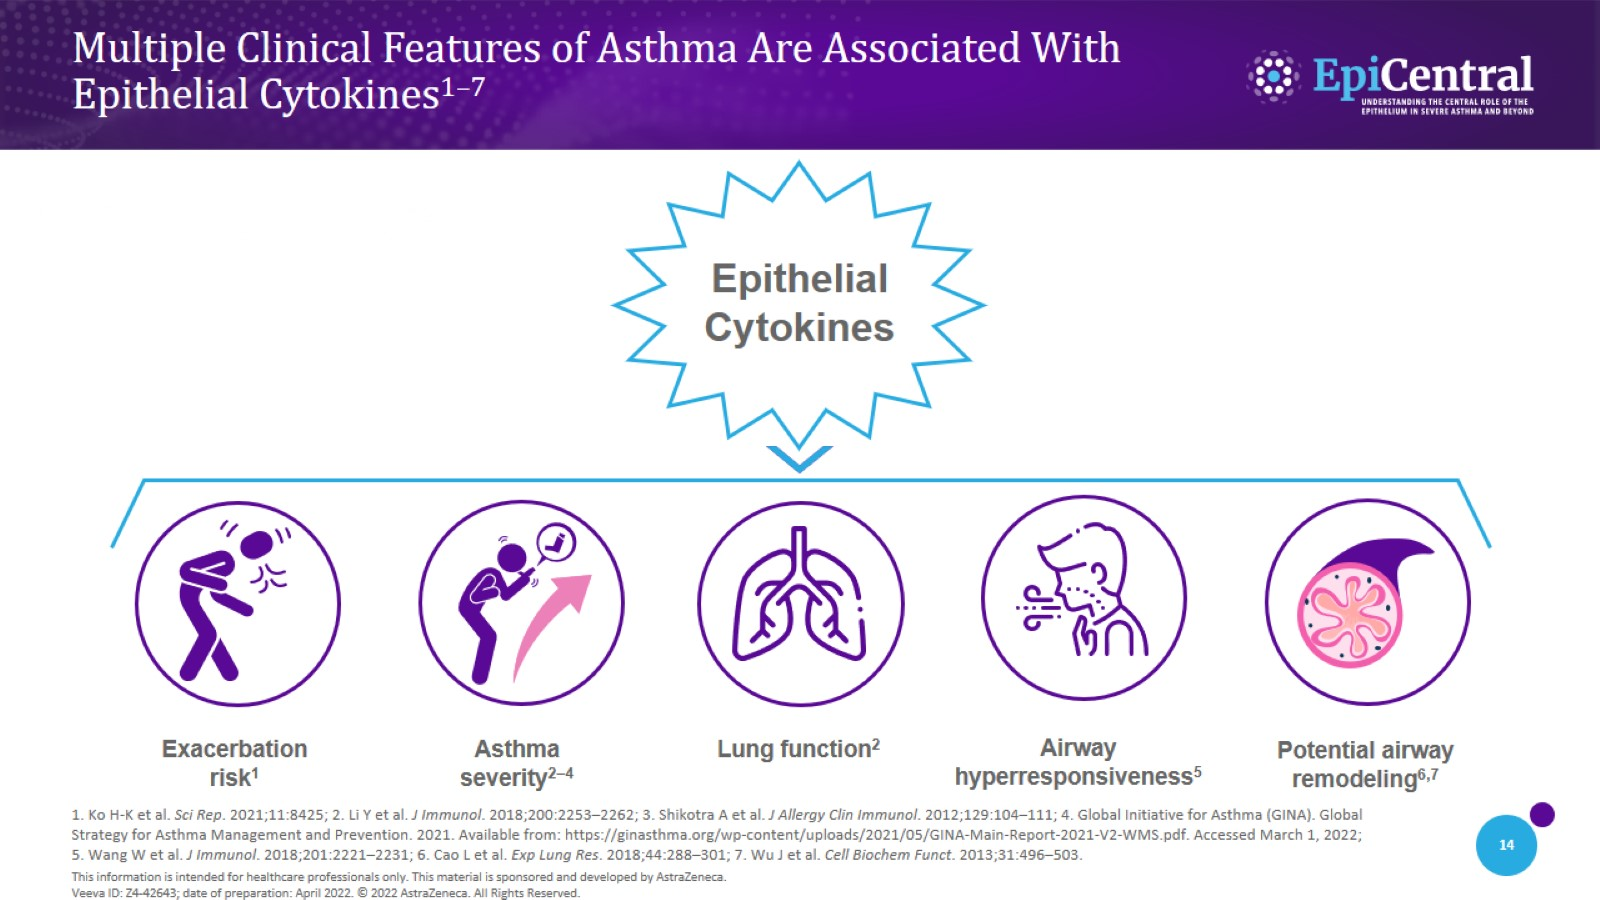 Multiple Clinical Features of Asthma Are Associated With
Epithelial Cytokines¹⁻⁷
EpiCentral
UNDERSTANDING THE CENTRAL ROLE OF THE
EPITHELIUM IN SEVERE ASTHMA AND BEYOND
Epithelial
Cytokines
Exacerbation
risk¹
Asthma
severity²⁻⁴
Lung function²
Airway
hyperresponsiveness⁵
Potential airway
remodeling⁶,⁷
1. Ko H-K et al. Sci Rep. 2021;11:8425; 2. Li Y et al. J Immunol. 2018;200:2253–2262; 3. Shikotra A et al. J Allergy Clin Immunol. 2012;129:104–111; 4. Global Initiative for Asthma (GINA). Global
Strategy for Asthma Management and Prevention. 2021. Available from: https://ginasthma.org/wp-content/uploads/2021/05/GINA-Main-Report-2021-V2-WMS.pdf. Accessed March 1, 2022;
5. Wang W et al. J Immunol. 2018;201:2221–2231; 6. Cao L et al. Exp Lung Res. 2018;44:288–301; 7. Wu J et al. Cell Biochem Funct. 2013;31:496–503.
This information is intended for healthcare professionals only. This material is sponsored and developed by AstraZeneca.
Veeva ID: Z4-42643; date of preparation: April 2022. © 2022 AstraZeneca. All Rights Reserved.
14